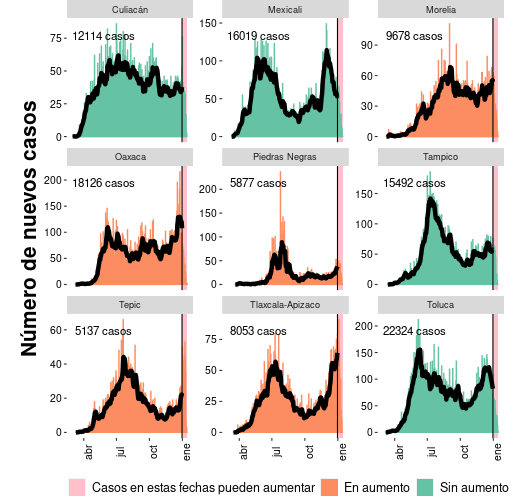 Número de nuevos casos
Culiacán
Mexicali
Morelia
12114 casos
16019 casos
9678 casos
75
50
25
0
150
100
50
0
90
60
30
0
Oaxaca
Piedras Negras
Tampico
18126 casos
5877 casos
15492 casos
200
150
100
50
0
200
150
100
50
0
150
100
50
0
Tepic
Tlaxcala-Apizaco
Toluca
5137 casos
8053 casos
22324 casos
60
40
20
0
75
50
25
0
200
150
100
50
0
abr
jul
oct
ene
abr
jul
oct
ene
abr
jul
oct
ene
Casos en estas fechas pueden aumentar
En aumento
Sin aumento